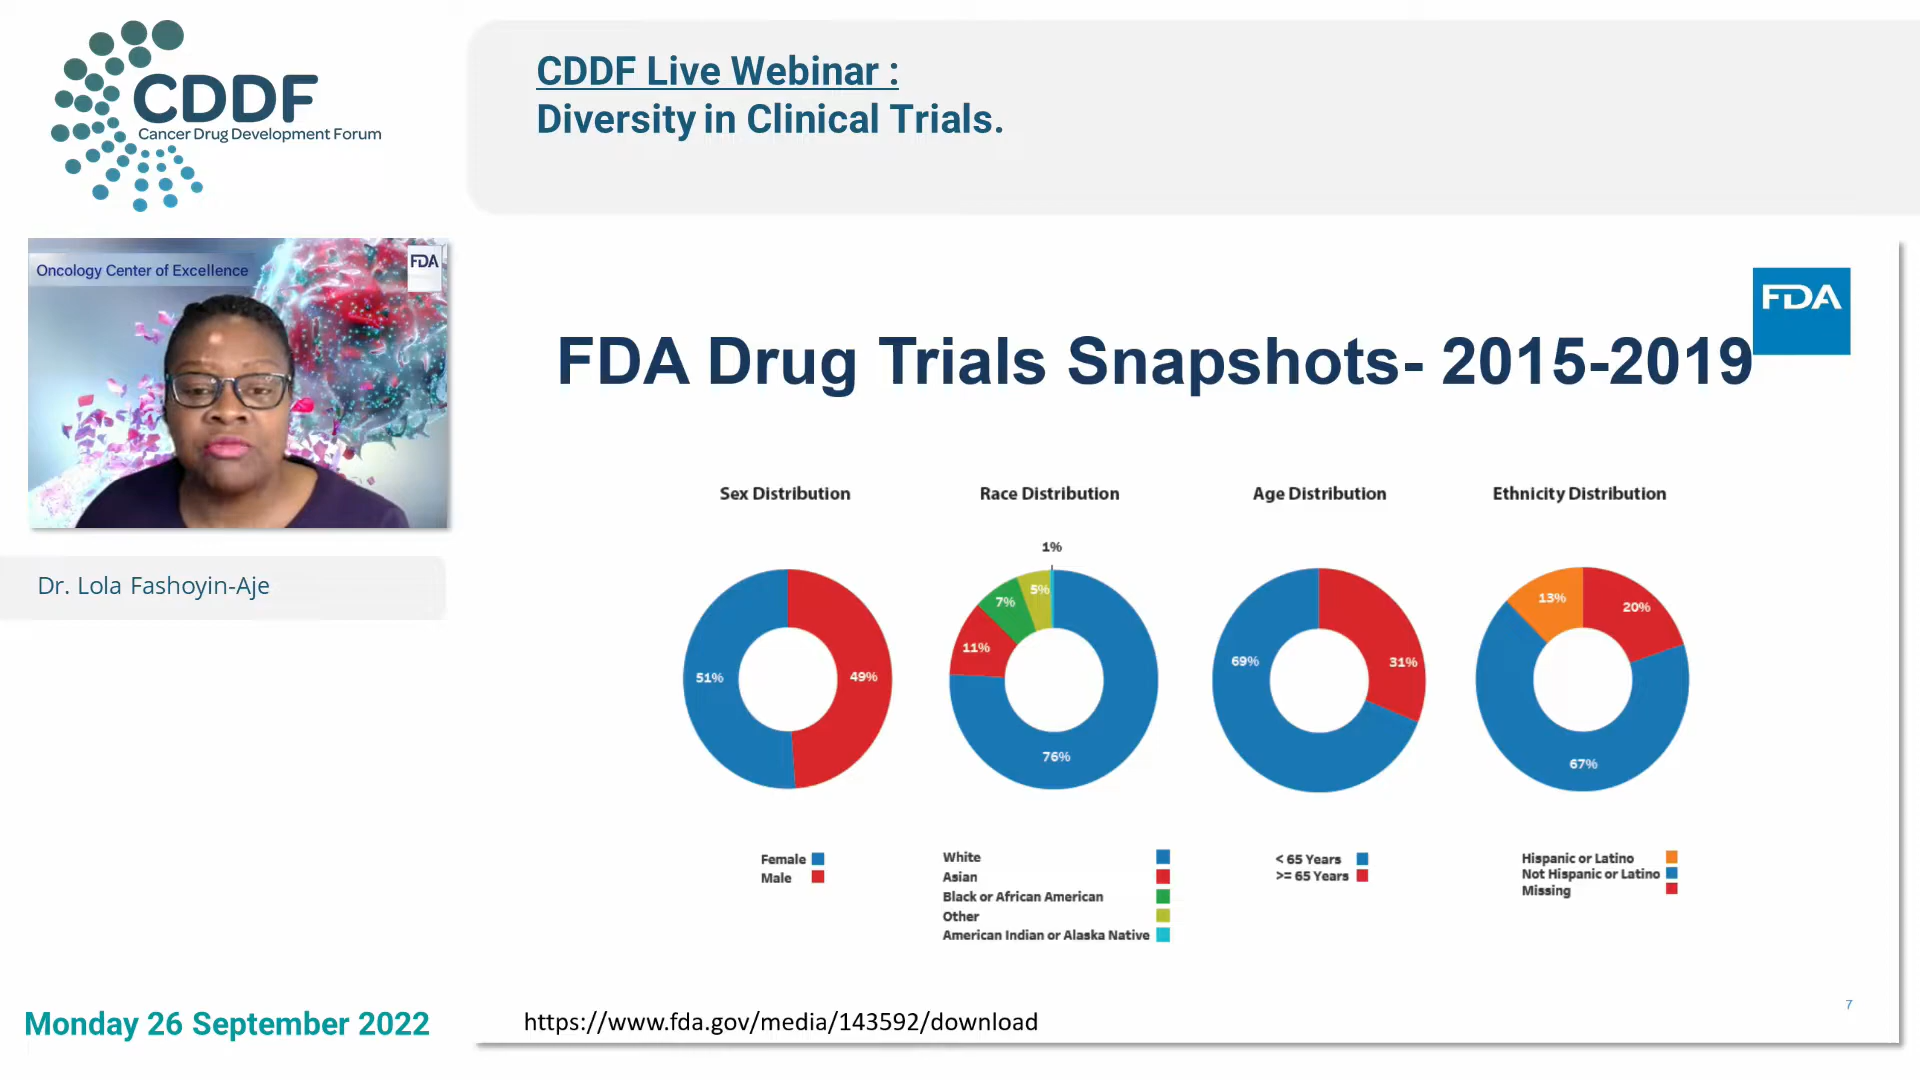 CDDF
Cancer Drug Development Forum
CDDF Live Webinar :
Diversity in Clinical Trials.
Oncology Center of Excellence
FDA
Dr. Lola Fashoyin-Aje
FDA
FDA Drug Trials Snapshots- 2015-2019
Sex Distribution
51%
49%
Female
Male
Race Distribution
1%
5%
7%
11%
76%
White
Asian
Black or African American
Other
American Indian or Alaska Native
Age Distribution
69%
31%
< 65 Years
>= 65 Years
Ethnicity Distribution
13%
20%
67%
Hispanic or Latino
Not Hispanic or Latino
Missing
7
Monday 26 September 2022
https://www.fda.gov/media/143592/download